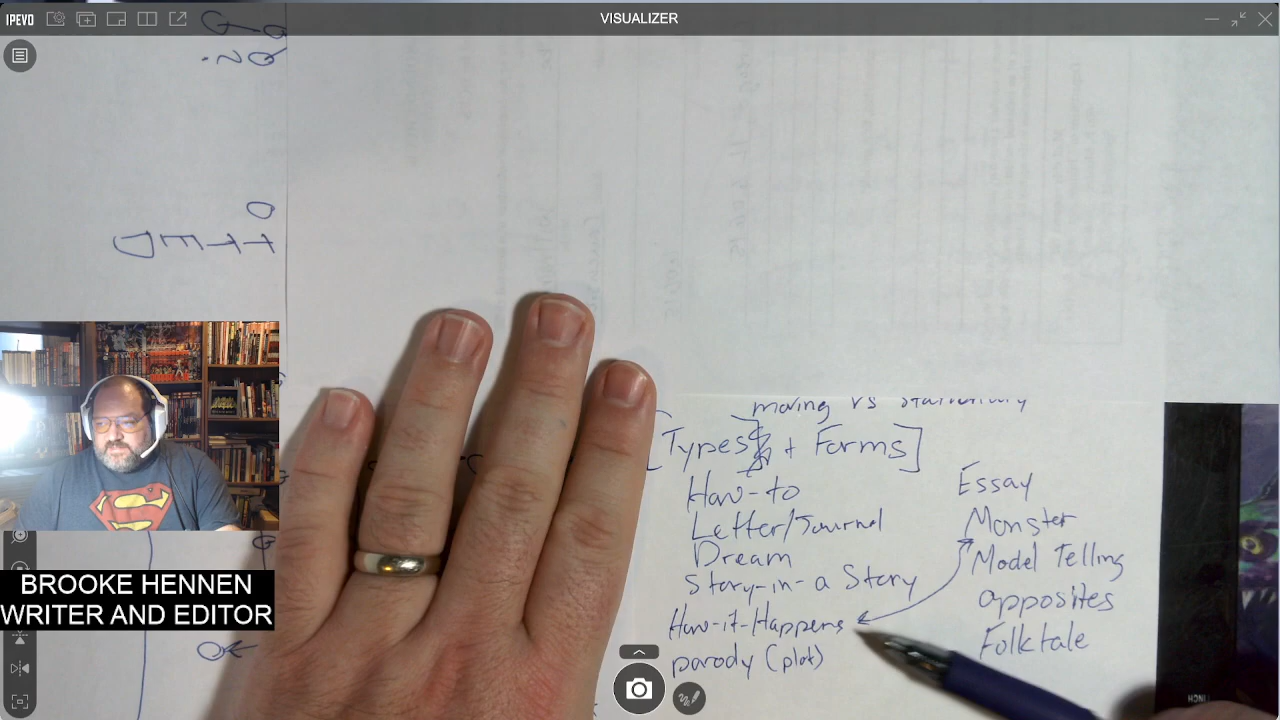 IPEVO
VISUALIZER
moving vs stationary
[Types + Forms]
How-to
Letter/Journal
Dream
Story-in-a Story
How-it-Happens
parody (plot)
Essay
Monster
Model Telling
opposites
Folktale
BROOKE HENNEN
WRITER AND EDITOR